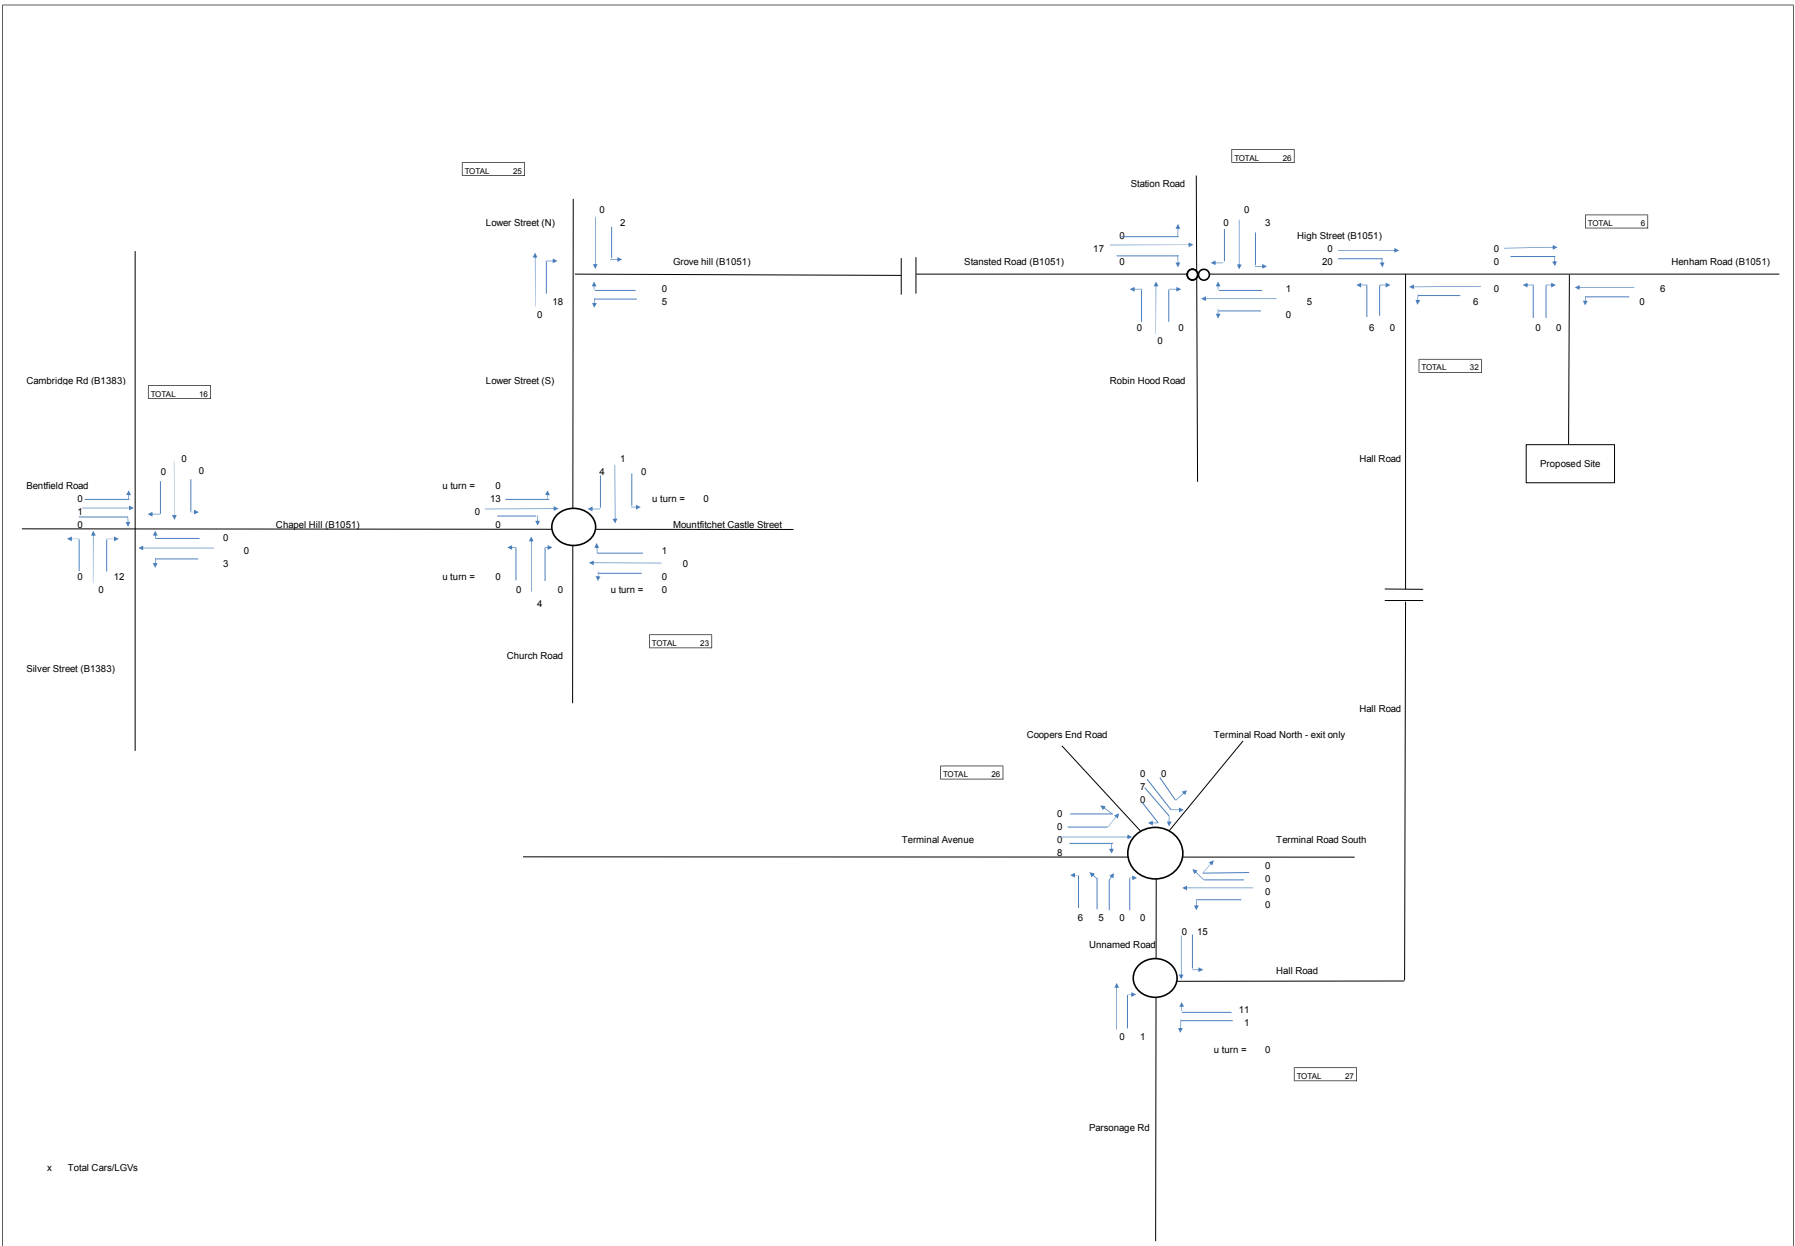 TOTAL 26
TOTAL 25
Station Road
0
Lower Street (N)
2
0
0
3
TOTAL 6
0
17
0
High Street (B1051)
0
20
0
0
Grove hill (B1051)
Stansted Road (B1051)
Henham Road (B1051)
18
0
0
5
1
5
0
0
0
0
6
0
0
6
0
0
6
0
TOTAL 32
Cambridge Rd (B1383)
TOTAL 16
Lower Street (S)
Robin Hood Road
Hall Road
Proposed Site
0
0
0
Bentfield Road
0
1
0
Chapel Hill (B1051)
0
0
3
0
12
0
u turn = 0
13
0
0
4
1
0
u turn = 0
Mountfitchet Castle Street
1
0
0
u turn = 0
u turn = 0
0
0
4
TOTAL 23
Church Road
Silver Street (B1383)
Hall Road
Coopers End Road
Terminal Road North - exit only
TOTAL 26
0
0
7
0
0
0
0
8
Terminal Avenue
Terminal Road South
0
0
0
0
6
5
0
0
Unnamed Road
0
15
Hall Road
0
1
11
1
u turn = 0
TOTAL 27
Parsonage Rd
x Total Cars/LGVs